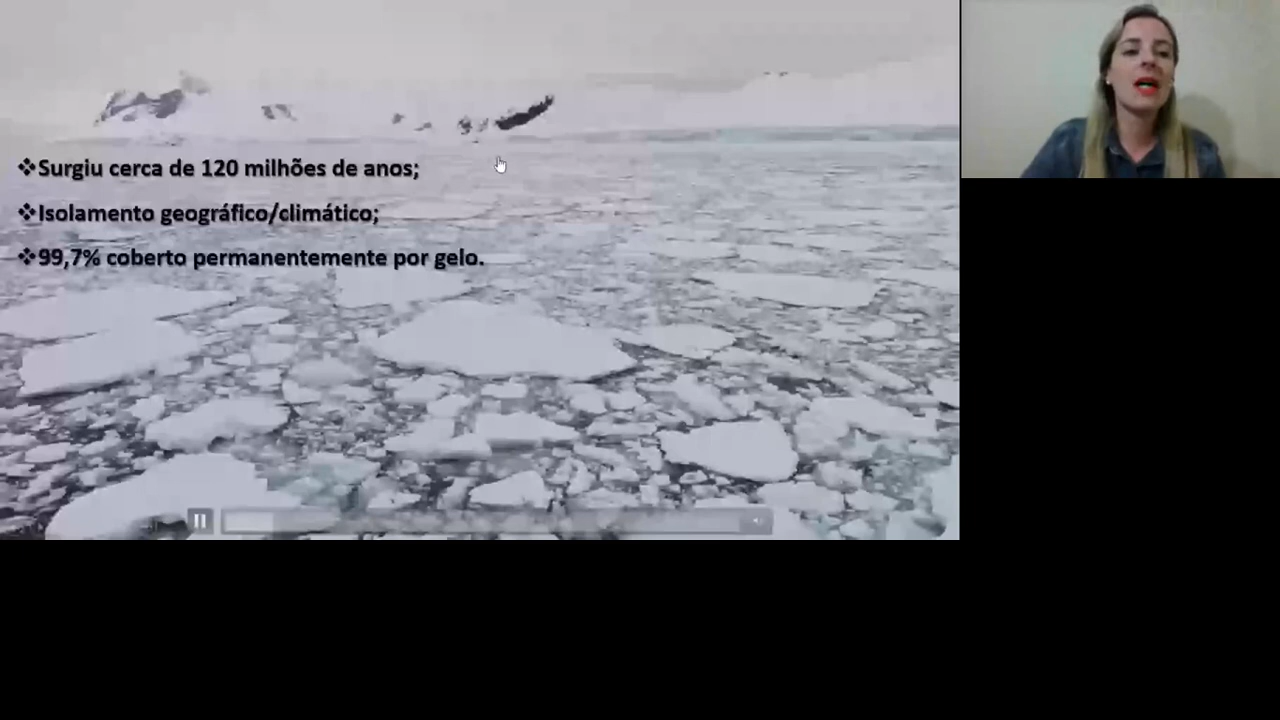 ❖Surgiu cerca de 120 milhões de anos;
❖Isolamento geográfico/climático;
❖99,7% coberto permanentemente por gelo.